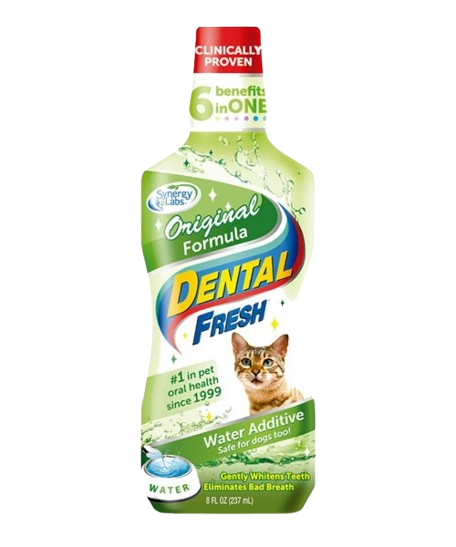 CLINICALLY
PROVEN
6 benefits
in ONE
Synergy
Labs
Original
Formula
DENTAL
FRESH
#1 in pet
oral health
since 1999
Water Additive
Safe for dogs too!
WATER
Gently Whitens Teeth
Eliminates Bad Breath
8 FL OZ (237 mL)